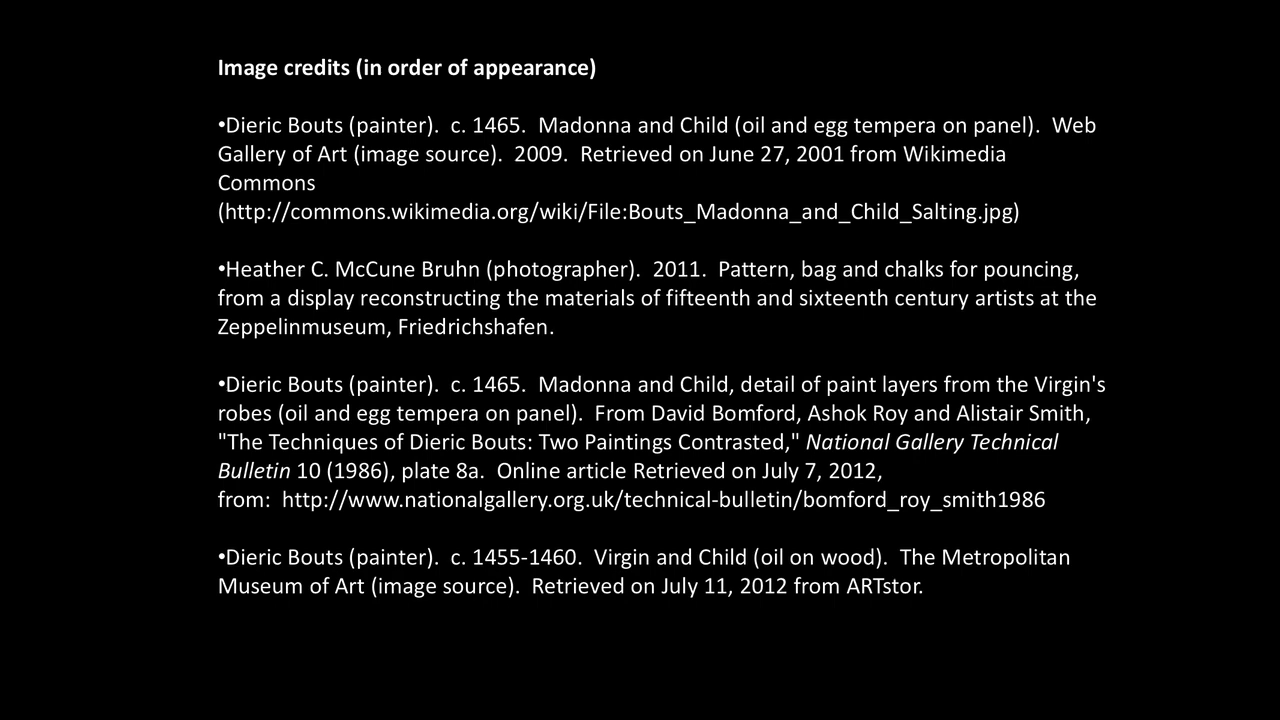 Image credits (in order of appearance)
•Dieric Bouts (painter).  c. 1465.  Madonna and Child (oil and egg tempera on panel).  Web
Gallery of Art (image source).  2009.  Retrieved on June 27, 2001 from Wikimedia
Commons
(http://commons.wikimedia.org/wiki/File:Bouts_Madonna_and_Child_Salting.jpg)
•Heather C. McCune Bruhn (photographer).  2011.  Pattern, bag and chalks for pouncing,
from a display reconstructing the materials of fifteenth and sixteenth century artists at the
Zeppelinmuseum, Friedrichshafen.
•Dieric Bouts (painter).  c. 1465.  Madonna and Child, detail of paint layers from the Virgin's
robes (oil and egg tempera on panel).  From David Bomford, Ashok Roy and Alistair Smith,
"The Techniques of Dieric Bouts: Two Paintings Contrasted," National Gallery Technical
Bulletin 10 (1986), plate 8a.  Online article Retrieved on July 7, 2012,
from:  http://www.nationalgallery.org.uk/technical-bulletin/bomford_roy_smith1986
•Dieric Bouts (painter).  c. 1455-1460.  Virgin and Child (oil on wood).  The Metropolitan
Museum of Art (image source).  Retrieved on July 11, 2012 from ARTstor.